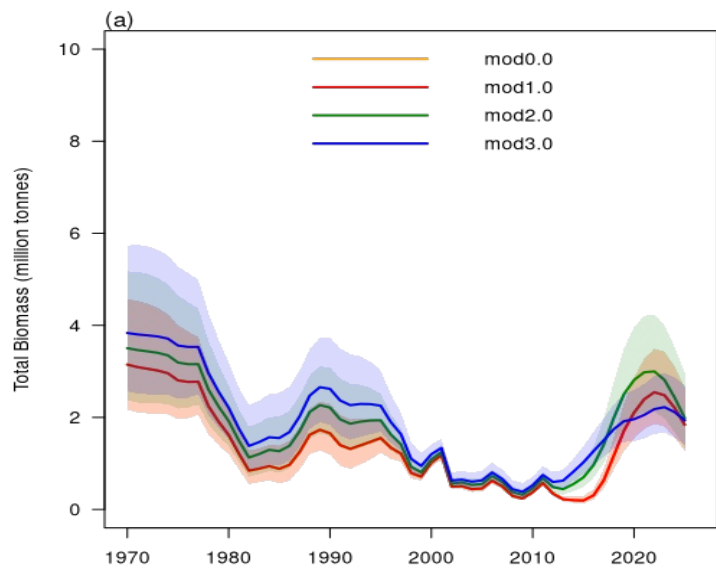 (a)
Total Biomass (million tonnes)
10
8
6
4
2
0
mod0.0
mod1.0
mod2.0
mod3.0
1970 1980 1990 2000 2010 2020